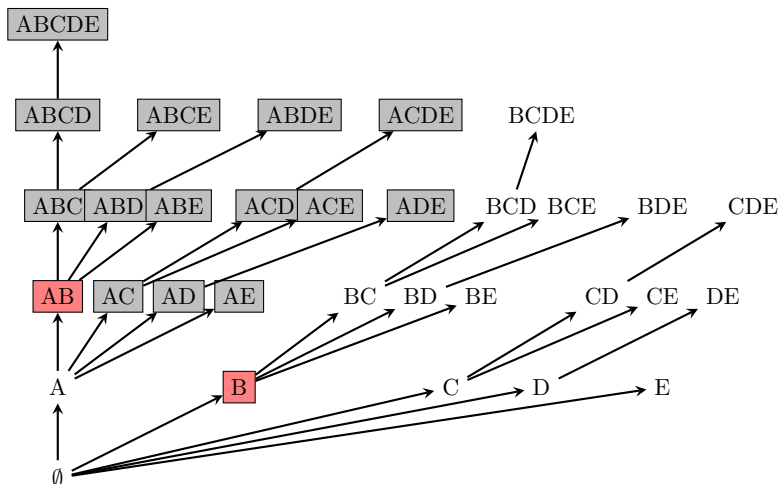 ABCDE
ABCD ABCE ABDE ACDE BCDE
ABC ABD ABE ACD ACE ADE BCD BCE BDE CDE
AB AC AD AE BC BD BE CD CE DE
A B C D E
∅